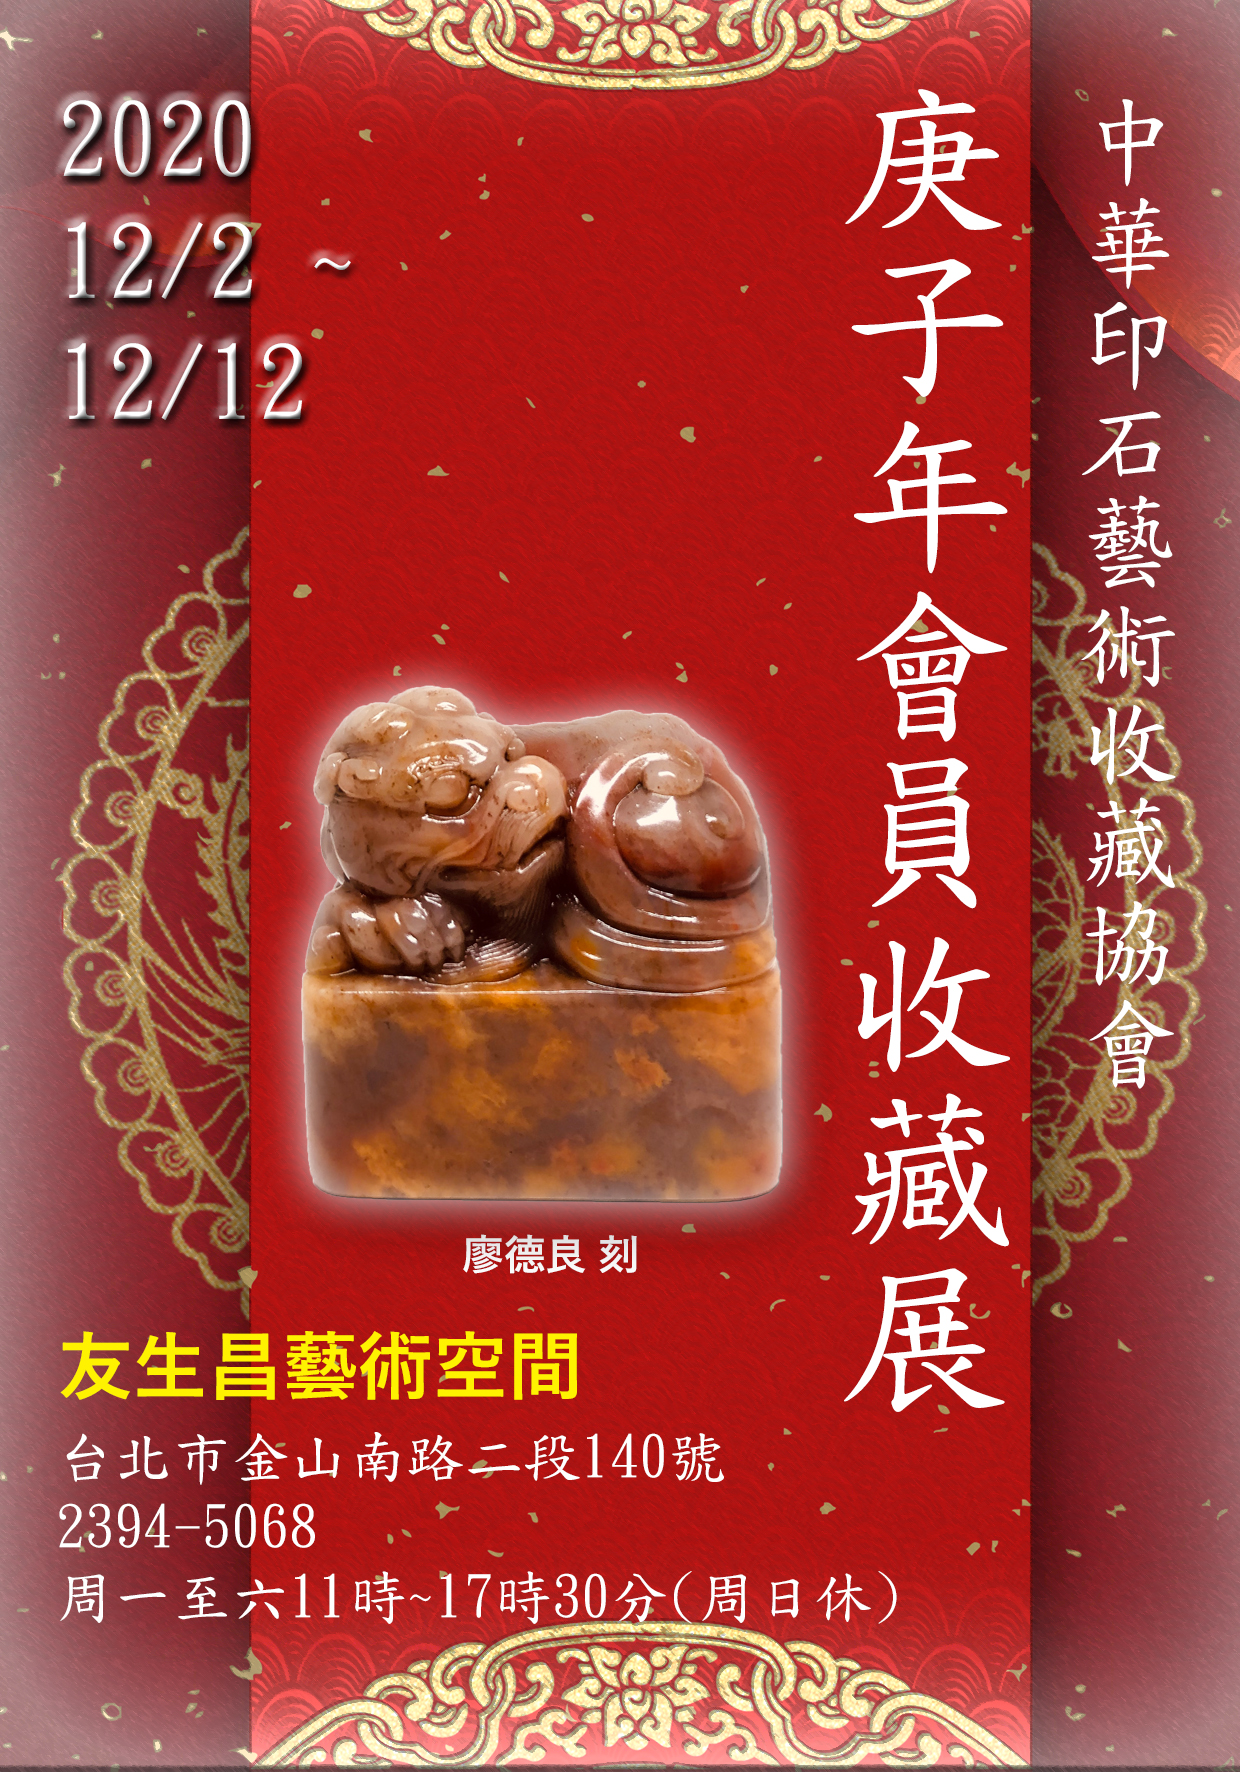 中華印石藝術收藏協會
庚子年會員收藏展
2020
12/2 ~
12/12
廖德良 刻
友生昌藝術空間
台北市金山南路二段140號
2394-5068
周一至六11時~17時30分(周日休)